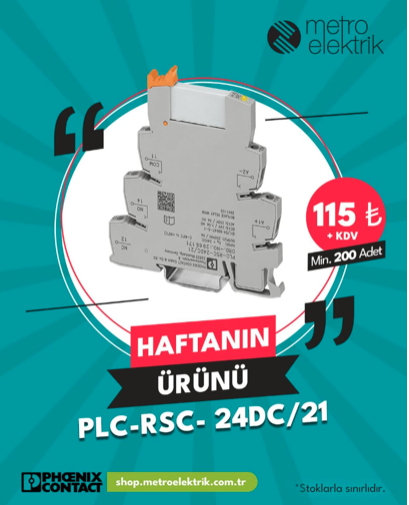 metro
elektrik
115 ₺
+ KDV
Min. 200 Adet
HAFTANIN
ÜRÜNÜ
PLC-RSC- 24DC/21
PHŒNIX
CONTACT
shop.metroelektrik.com.tr
*Stoklarla sınırlıdır.